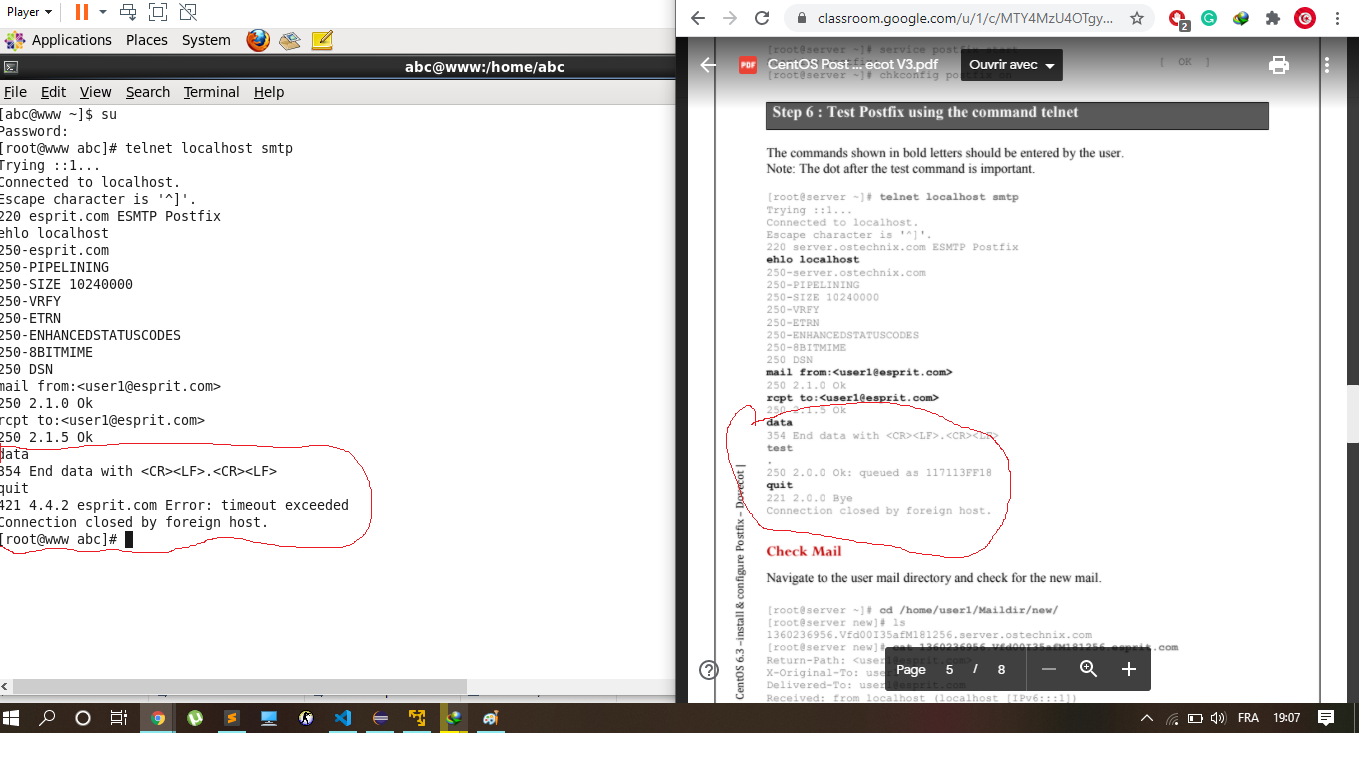 Player
Applications Places System
abc@www:/home/abc
File Edit View Search Terminal Help
[abc@www ~]$ su
Password:
[root@www abc]# telnet localhost smtp
Trying ::1...
Connected to localhost.
Escape character is '^]'.
220 esprit.com ESMTP Postfix
ehlo localhost
250-esprit.com
250-PIPELINING
250-SIZE 10240000
250-VRFY
250-ETRN
250-ENHANCEDSTATUSCODES
250-8BITMIME
250 DSN
mail from:<user1@esprit.com>
250 2.1.0 Ok
rcpt to:<user1@esprit.com>
250 2.1.5 Ok
data
354 End data with <CR><LF>.<CR><LF>
quit
421 4.4.2 esprit.com Error: timeout exceeded
Connection closed by foreign host.
[root@www abc]#
classroom.google.com/u/1/c/MTY4MzU4OTgy...
2
[root@server ~]# service postfix start
[ OK ]
chkconfig postfix on
PDF CentOS Post ... ecot V3.pdf
Ouvrir avec
Step 6 : Test Postfix using the command telnet
The commands shown in bold letters should be entered by the user.
Note: The dot after the test command is important.
[root@server ~]# telnet localhost smtp
Trying ::1...
Connected to localhost.
Escape character is '^]'.
220 server.ostechnix.com ESMTP Postfix
ehlo localhost
250-server.ostechnix.com
250-PIPELINING
250-SIZE 10240000
250-VRFY
250-ETRN
250-ENHANCEDSTATUSCODES
250-8BITMIME
250 DSN
mail from:<user1@esprit.com>
250 2.1.0 Ok
rcpt to:<user1@esprit.com>
250 2.1.5 Ok
data
354 End data with <CR><LF>.<CR><LF>
test
.
250 2.0.0 Ok: queued as 117113FF18
quit
221 2.0.0 Bye
Connection closed by foreign host.
CentOS 6.3 –install & configure Postfix – Dovecot |
Check Mail
Navigate to the user mail directory and check for the new mail.
[root@server ~]# cd /home/user1/Maildir/new/
[root@server new]# ls
1360236956.Vfd00I35afM181256.server.ostechnix.com
[root@server new]# cat 1360236956.Vfd00I35afM181256.esprit.com
Return-Path: <user1@esprit.com>
X-Original-To: user
Delivered-To: user1@esprit.com
Received: from localhost (localhost [IPv6:::1])
Page 5 / 8
FRA 19:07